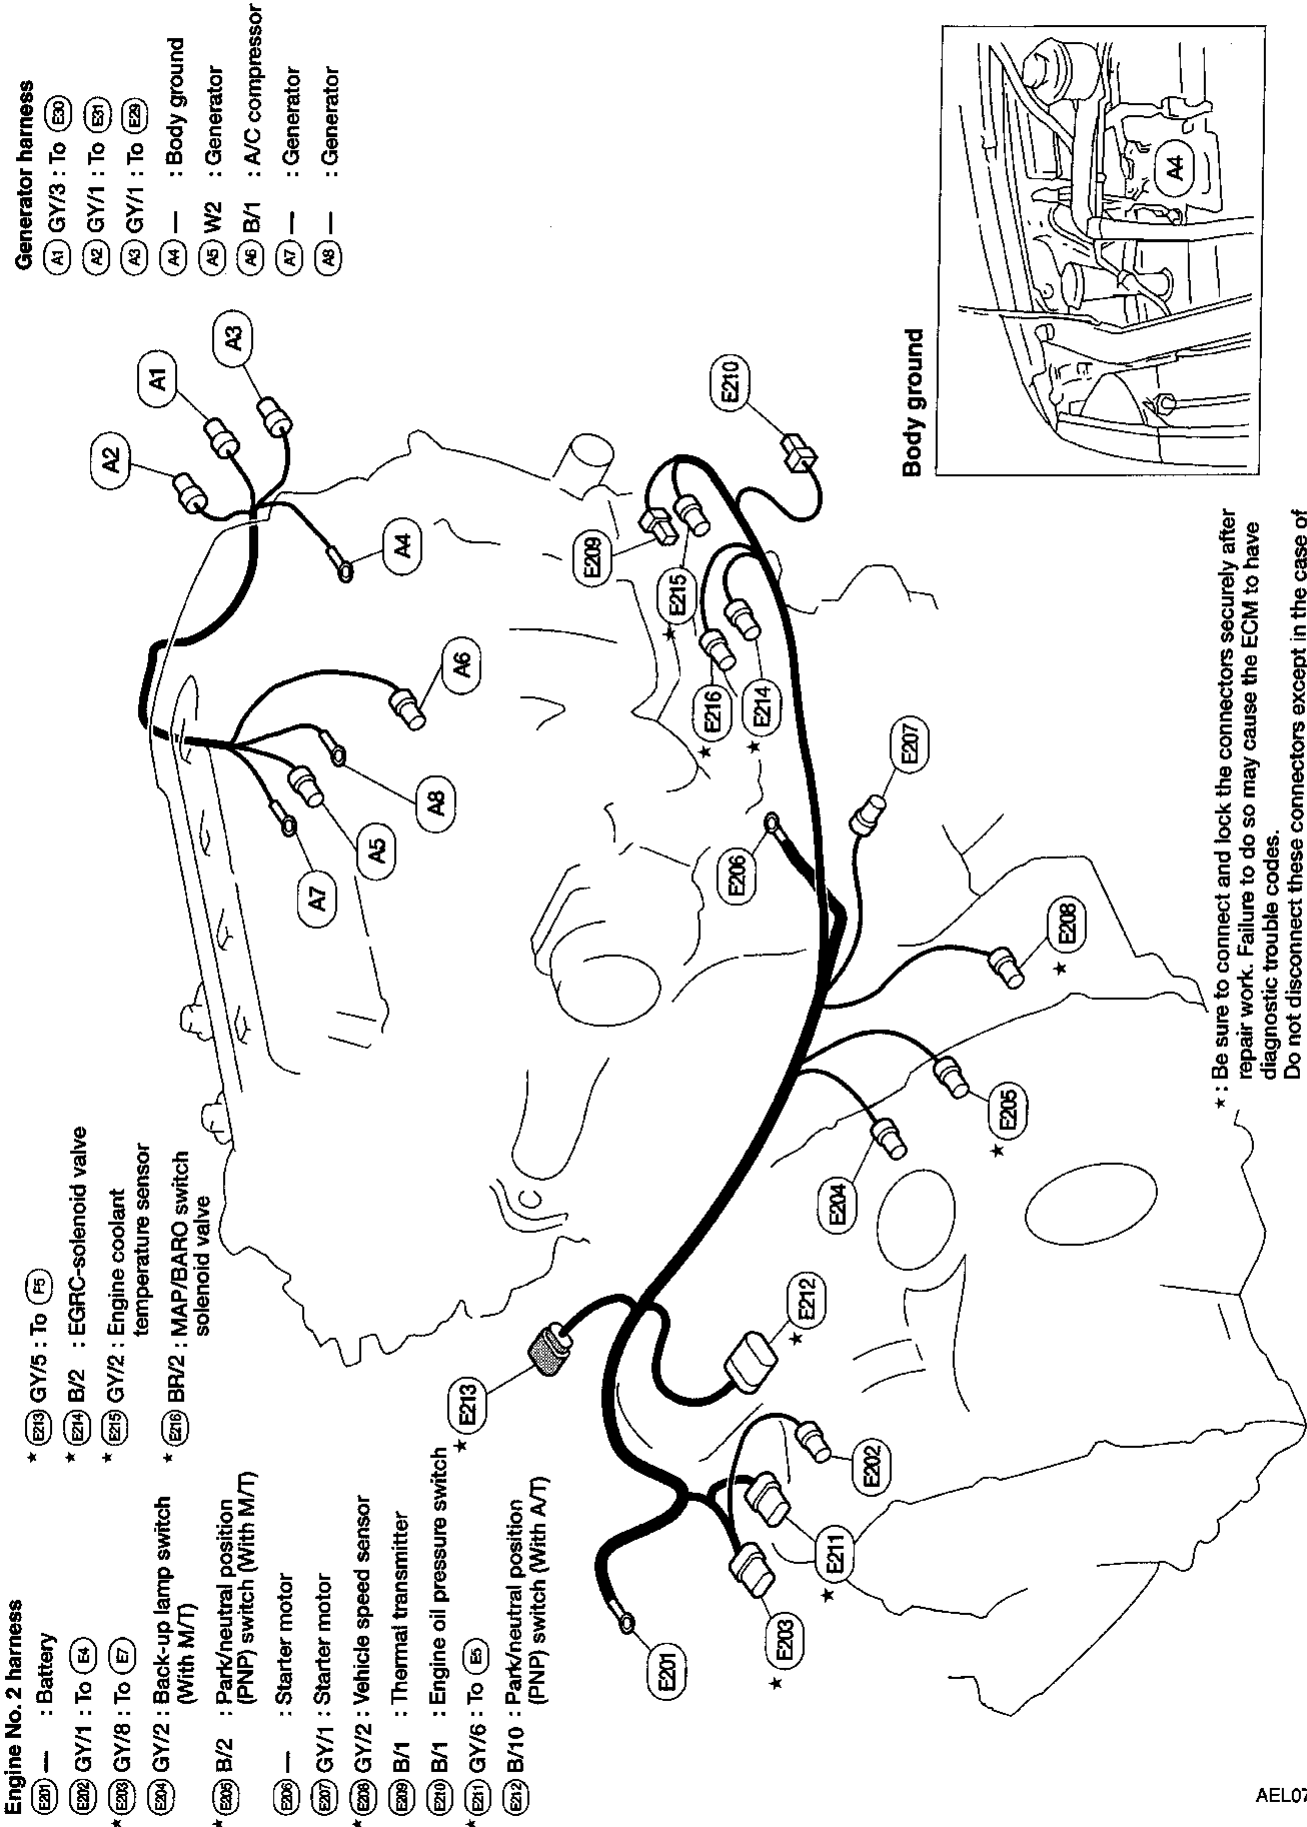 Engine No. 2 harness
E201 — : Battery
E202 GY/1 : To E4
★ E203 GY/8 : To E7
E204 GY/2 : Back-up lamp switch
(With M/T)
★ E205 B/2 : Park/neutral position
(PNP) switch (With M/T)
E206 — : Starter motor
E207 GY/1 : Starter motor
★ E208 GY/2 : Vehicle speed sensor
E209 B/1 : Thermal transmitter
E210 B/1 : Engine oil pressure switch
★ E211 GY/6 : To E5
E212 B/10 : Park/neutral position
(PNP) switch (With A/T)
★ E213 GY/5 : To F5
★ E214 B/2 : EGRC-solenoid valve
★ E215 GY/2 : Engine coolant
temperature sensor
★ E216 BR/2 : MAP/BARO switch
solenoid valve
Generator harness
A1 GY/3 : To E30
A2 GY/1 : To E31
A3 GY/1 : To E29
A4 — : Body ground
A5 W2 : Generator
A6 B/1 : A/C compressor
A7 — : Generator
A8 — : Generator
A2
A1
A3
A4
A6
A8
A5
A7
E210
E209
★ E215
★ E216
★ E214
E207
E206
★ E208
★ E205
E204
★ E212
★ E213
E202
★ E211
★ E203
E201
Body ground
A4
★ : Be sure to connect and lock the connectors securely after
repair work. Failure to do so may cause the ECM to have
diagnostic trouble codes.
Do not disconnect these connectors except in the case of
AEL07